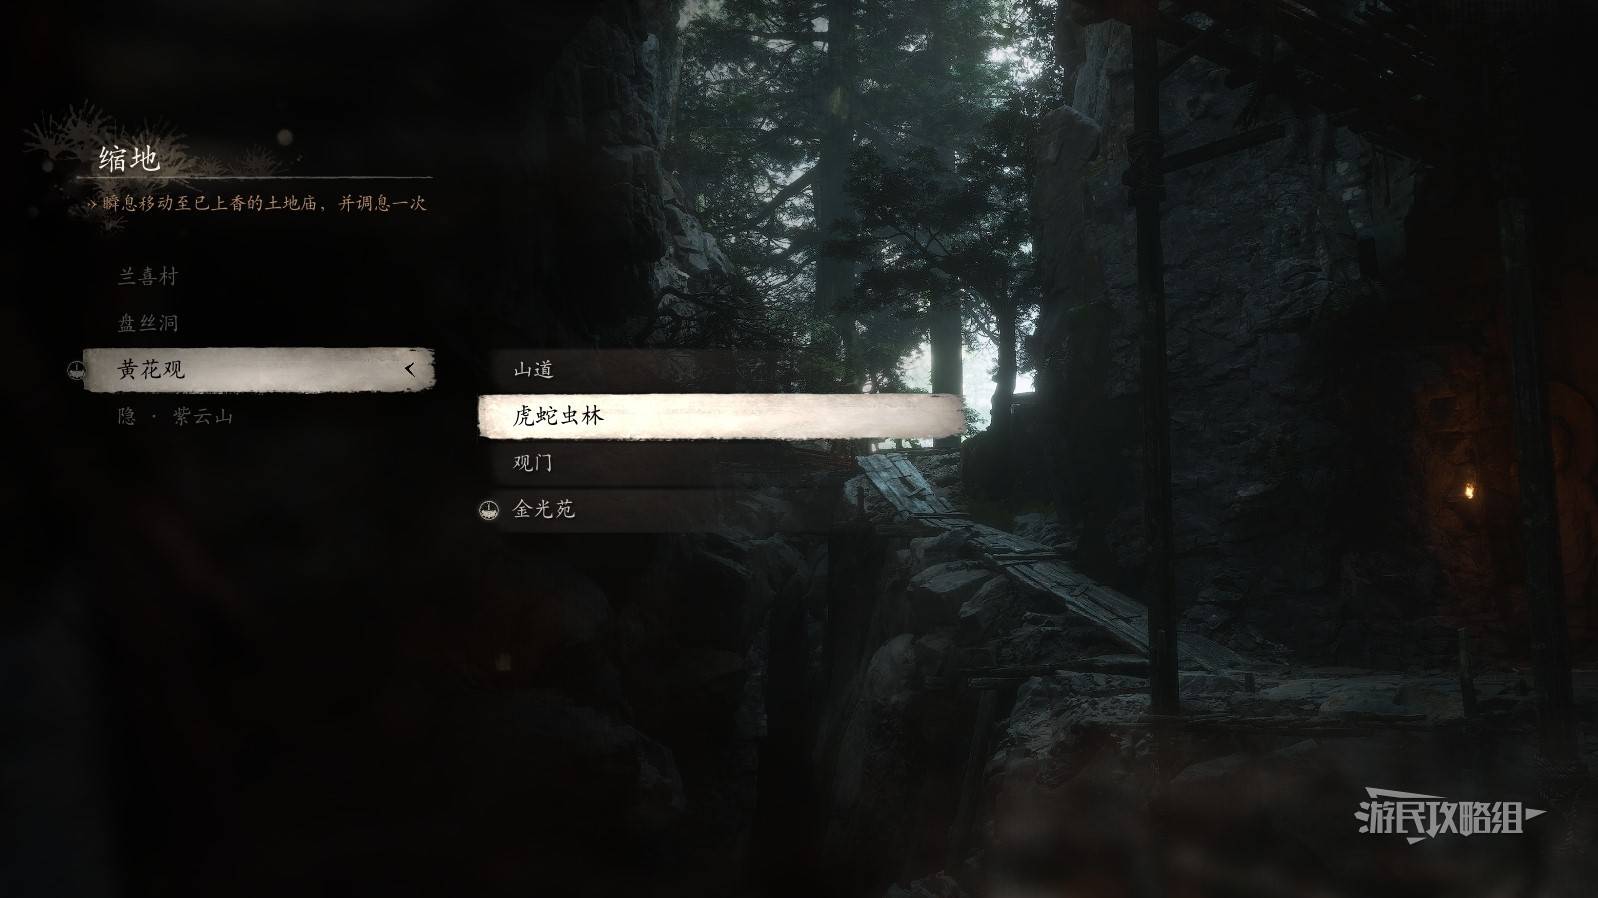 缩地
瞬息移动至已上香的土地庙，并调息一次
兰喜村
盘丝洞
黄花观
隐·紫云山
山道
虎蛇虫林
观门
金光苑
游民攻略组